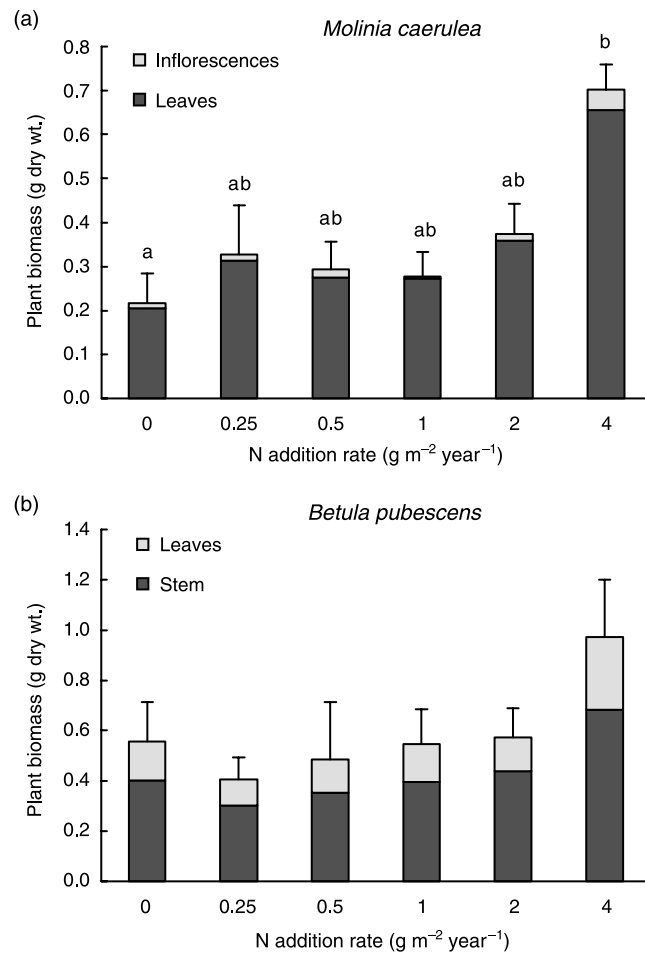 (a)
Molinia caerulea
Inflorescences
Leaves
Plant biomass (g dry wt.)
0.8
0.7
0.6
0.5
0.4
0.3
0.2
0.1
0.0
a
ab
ab
ab
ab
b
0 0.25 0.5 1 2 4
N addition rate (g m⁻² year⁻¹)
(b)
Betula pubescens
Leaves
Stem
Plant biomass (g dry wt.)
1.4
1.2
1.0
0.8
0.6
0.4
0.2
0.0
0 0.25 0.5 1 2 4
N addition rate (g m⁻² year⁻¹)